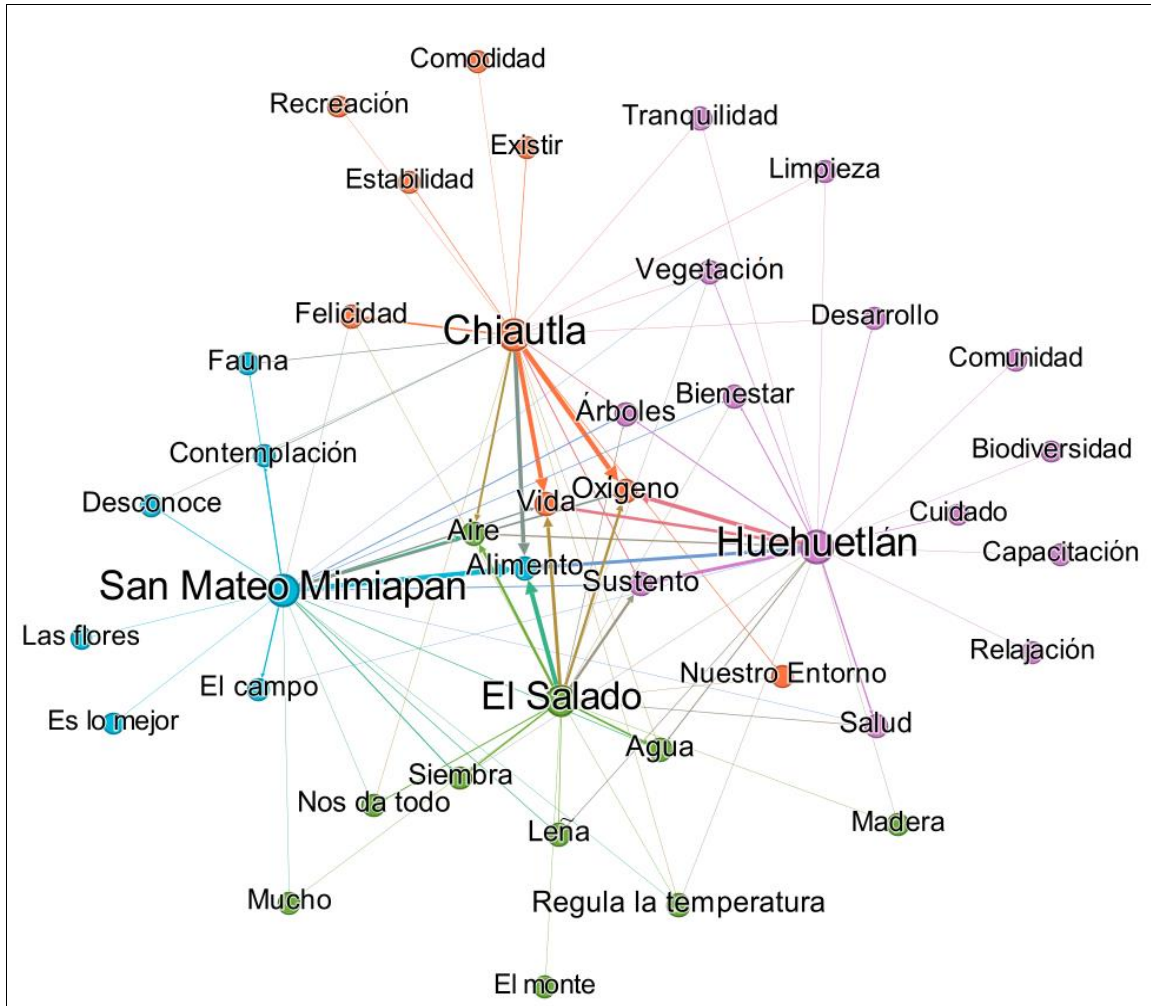 Comodidad
Recreación
Tranquilidad
Existir
Limpieza
Estabilidad
Vegetación
Felicidad
Desarrollo
Chiautla
Fauna
Comunidad
Bienestar
Árboles
Contemplación
Biodiversidad
Oxígeno
Desconoce
Vida
Cuidado
Aire
Huehuetlán
Capacitación
Alimento
Sustento
San Mateo Mimiapan
Las flores
Relajación
El campo
Nuestro Entorno
El Salado
Es lo mejor
Salud
Agua
Siembra
Nos da todo
Leña
Madera
Mucho
Regula la temperatura
El monte